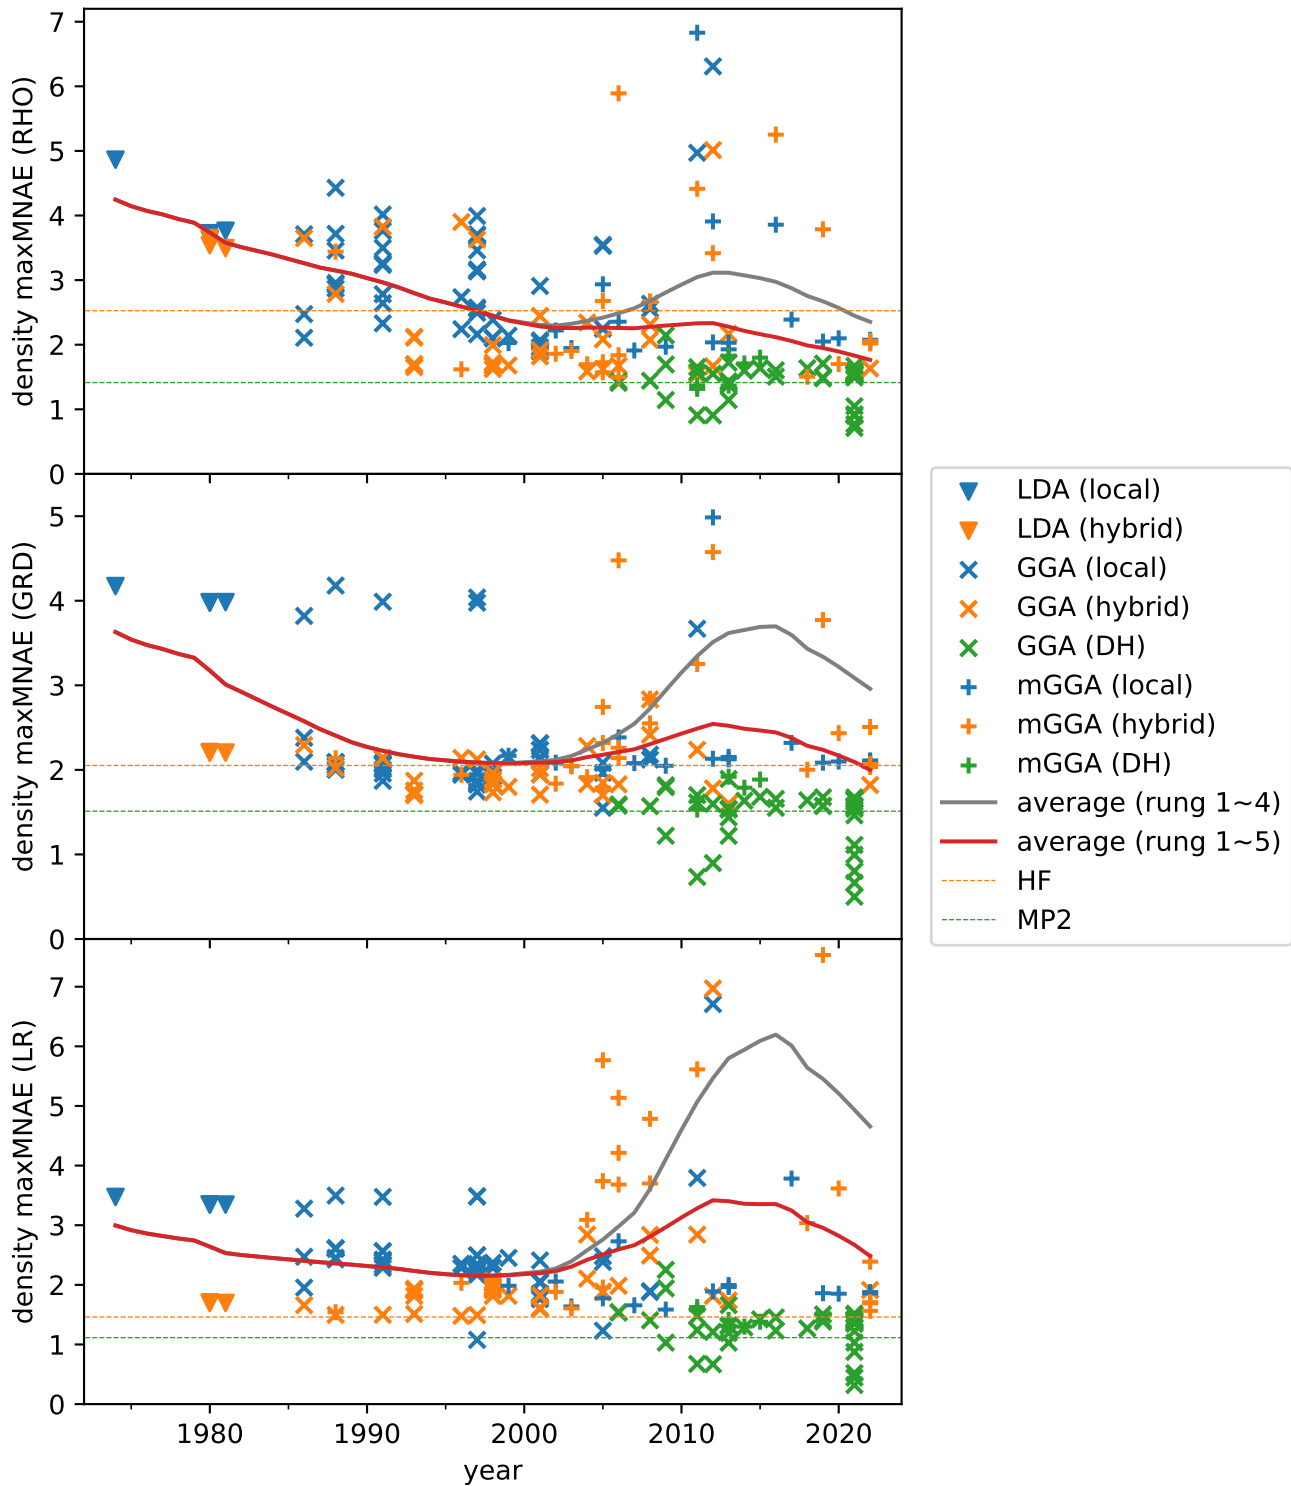 density maxMNAE (RHO)
7
6
5
4
3
2
1
0
density maxMNAE (GRD)
5
4
3
2
1
0
density maxMNAE (LR)
7
6
5
4
3
2
1
0
1980 1990 2000 2010 2020
year
LDA (local)
LDA (hybrid)
GGA (local)
GGA (hybrid)
GGA (DH)
mGGA (local)
mGGA (hybrid)
mGGA (DH)
average (rung 1~4)
average (rung 1~5)
HF
MP2